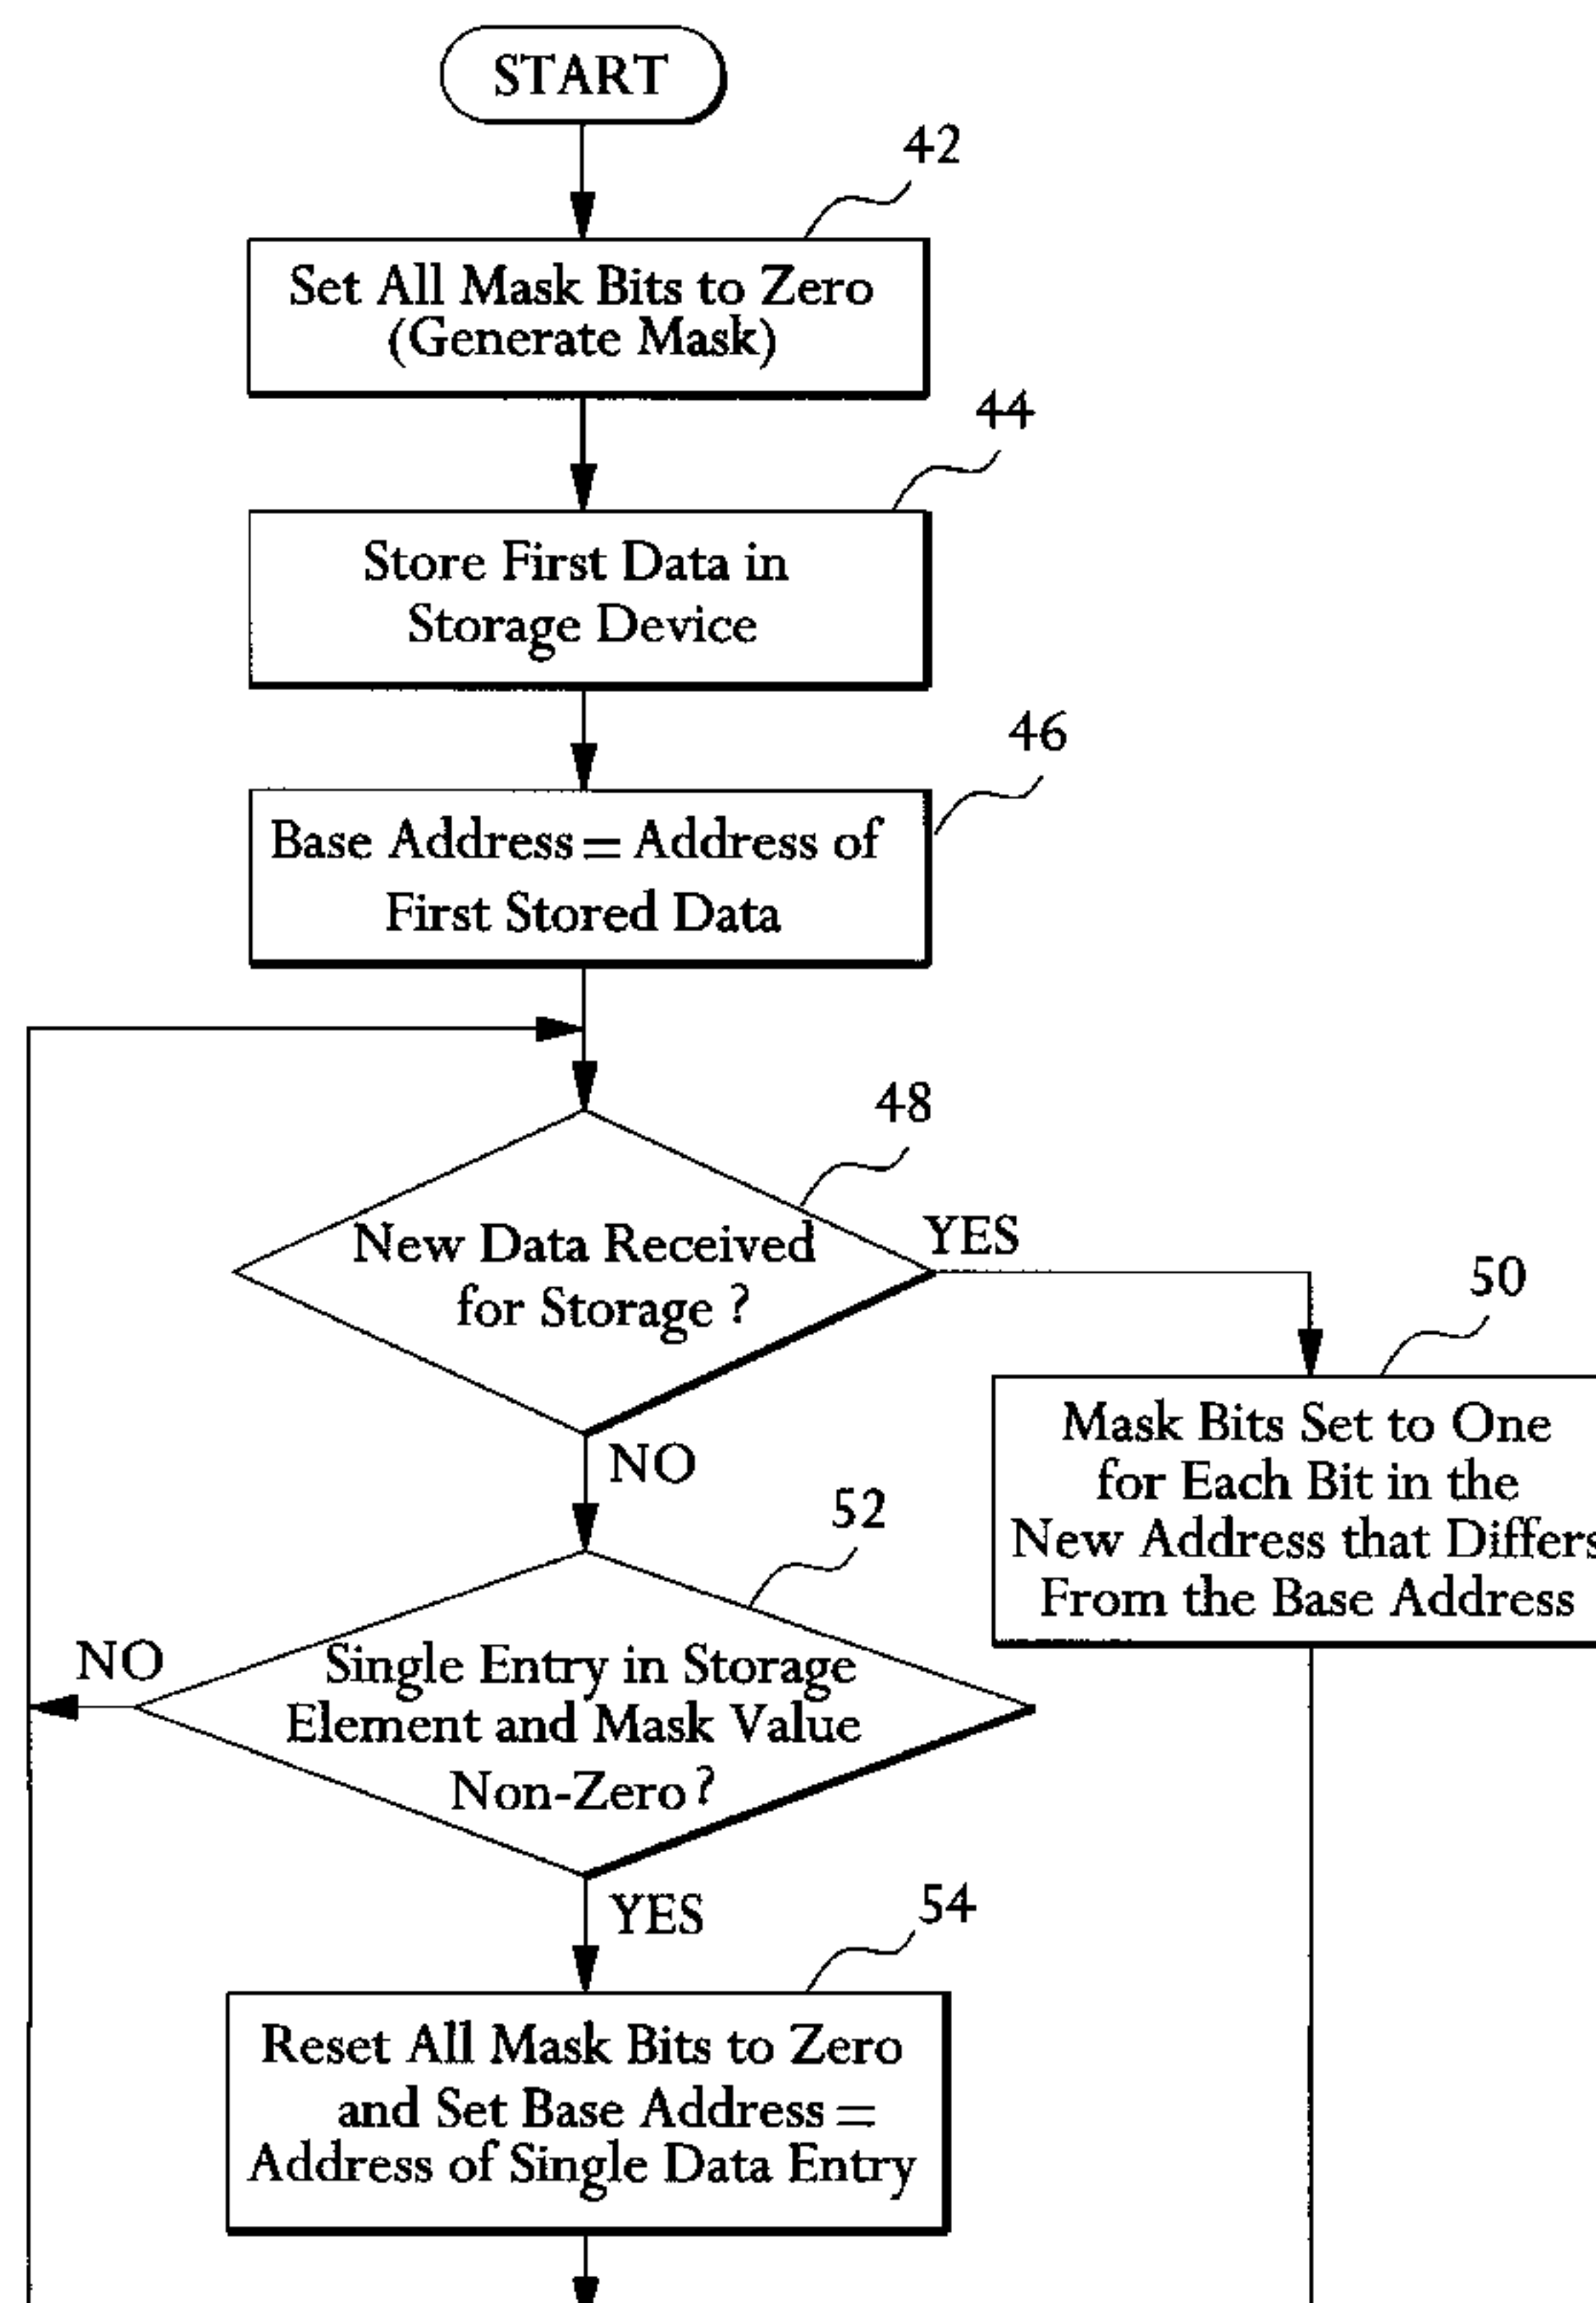 START
42
Set All Mask Bits to Zero
(Generate Mask)
44
Store First Data in
Storage Device
46
Base Address = Address of
First Stored Data
48
New Data Received
for Storage ?
YES
50
Mask Bits Set to One
for Each Bit in the
New Address that Differs
From the Base Address
NO
52
NO
Single Entry in Storage
Element and Mask Value
Non-Zero ?
YES
54
Reset All Mask Bits to Zero
and Set Base Address =
Address of Single Data Entry